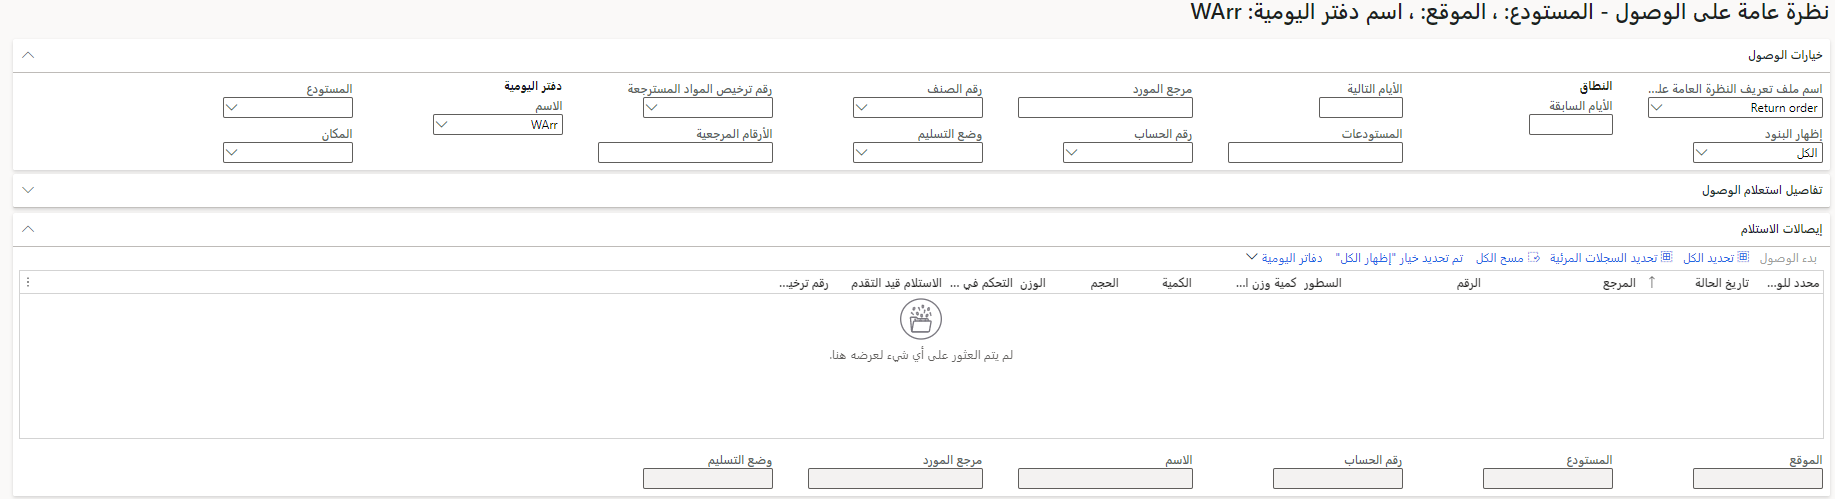 نظرة عامة على الوصول - المستودع: ، الموقع: ، اسم دفتر اليومية: WArr
خيارات الوصول
اسم ملف تعريف النظرة العامة علـ...
Return order
إظهار البنود
الكل
النطاق
الأيام السابقة
الأيام التالية
المستودعات
مرجع المورد
رقم الحساب
رقم الصنف
وضع التسليم
رقم ترخيص المواد المسترجعة
الأرقام المرجعية
دفتر اليومية
الاسم
WArr
المستودع
المكان
تفاصيل استعلام الوصول
إيصالات الاستلام
بدء الوصول تحديد الكل تحديد السجلات المرئية مسح الكل تم تحديد خيار "إظهار الكل" دفاتر اليومية
محدد للو... تاريخ الحالة المرجع الرقم السطور كمية وزن ا... الكمية الحجم الوزن التحكم في ... الاستلام قيد التقدم رقم ترخيـ...
لم يتم العثور على أي شيء لعرضه هنا.
الموقع المستودع رقم الحساب الاسم مرجع المورد وضع التسليم